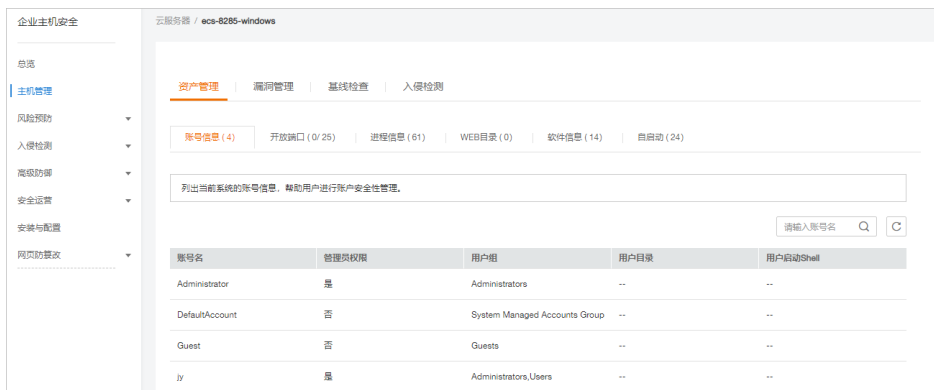 企业主机安全
云服务器 / ecs-8285-windows
总览
主机管理
风险预防
入侵检测
高级防御
安全运营
安装与配置
网页防篡改
资产管理 漏洞管理 基线检查 入侵检测
账号信息 ( 4 ) 开放端口 ( 0/ 25 ) 进程信息 ( 61 ) WEB目录 ( 0 ) 软件信息 ( 14 ) 自启动 ( 24 )
列出当前系统的账号信息，帮助用户进行账户安全性管理。
请输入账号名
账号名 管理员权限 用户组 用户目录 用户启动Shell
Administrator 是 Administrators -- --
DefaultAccount 否 System Managed Accounts Group -- --
Guest 否 Guests -- --
jy 是 Administrators,Users -- --